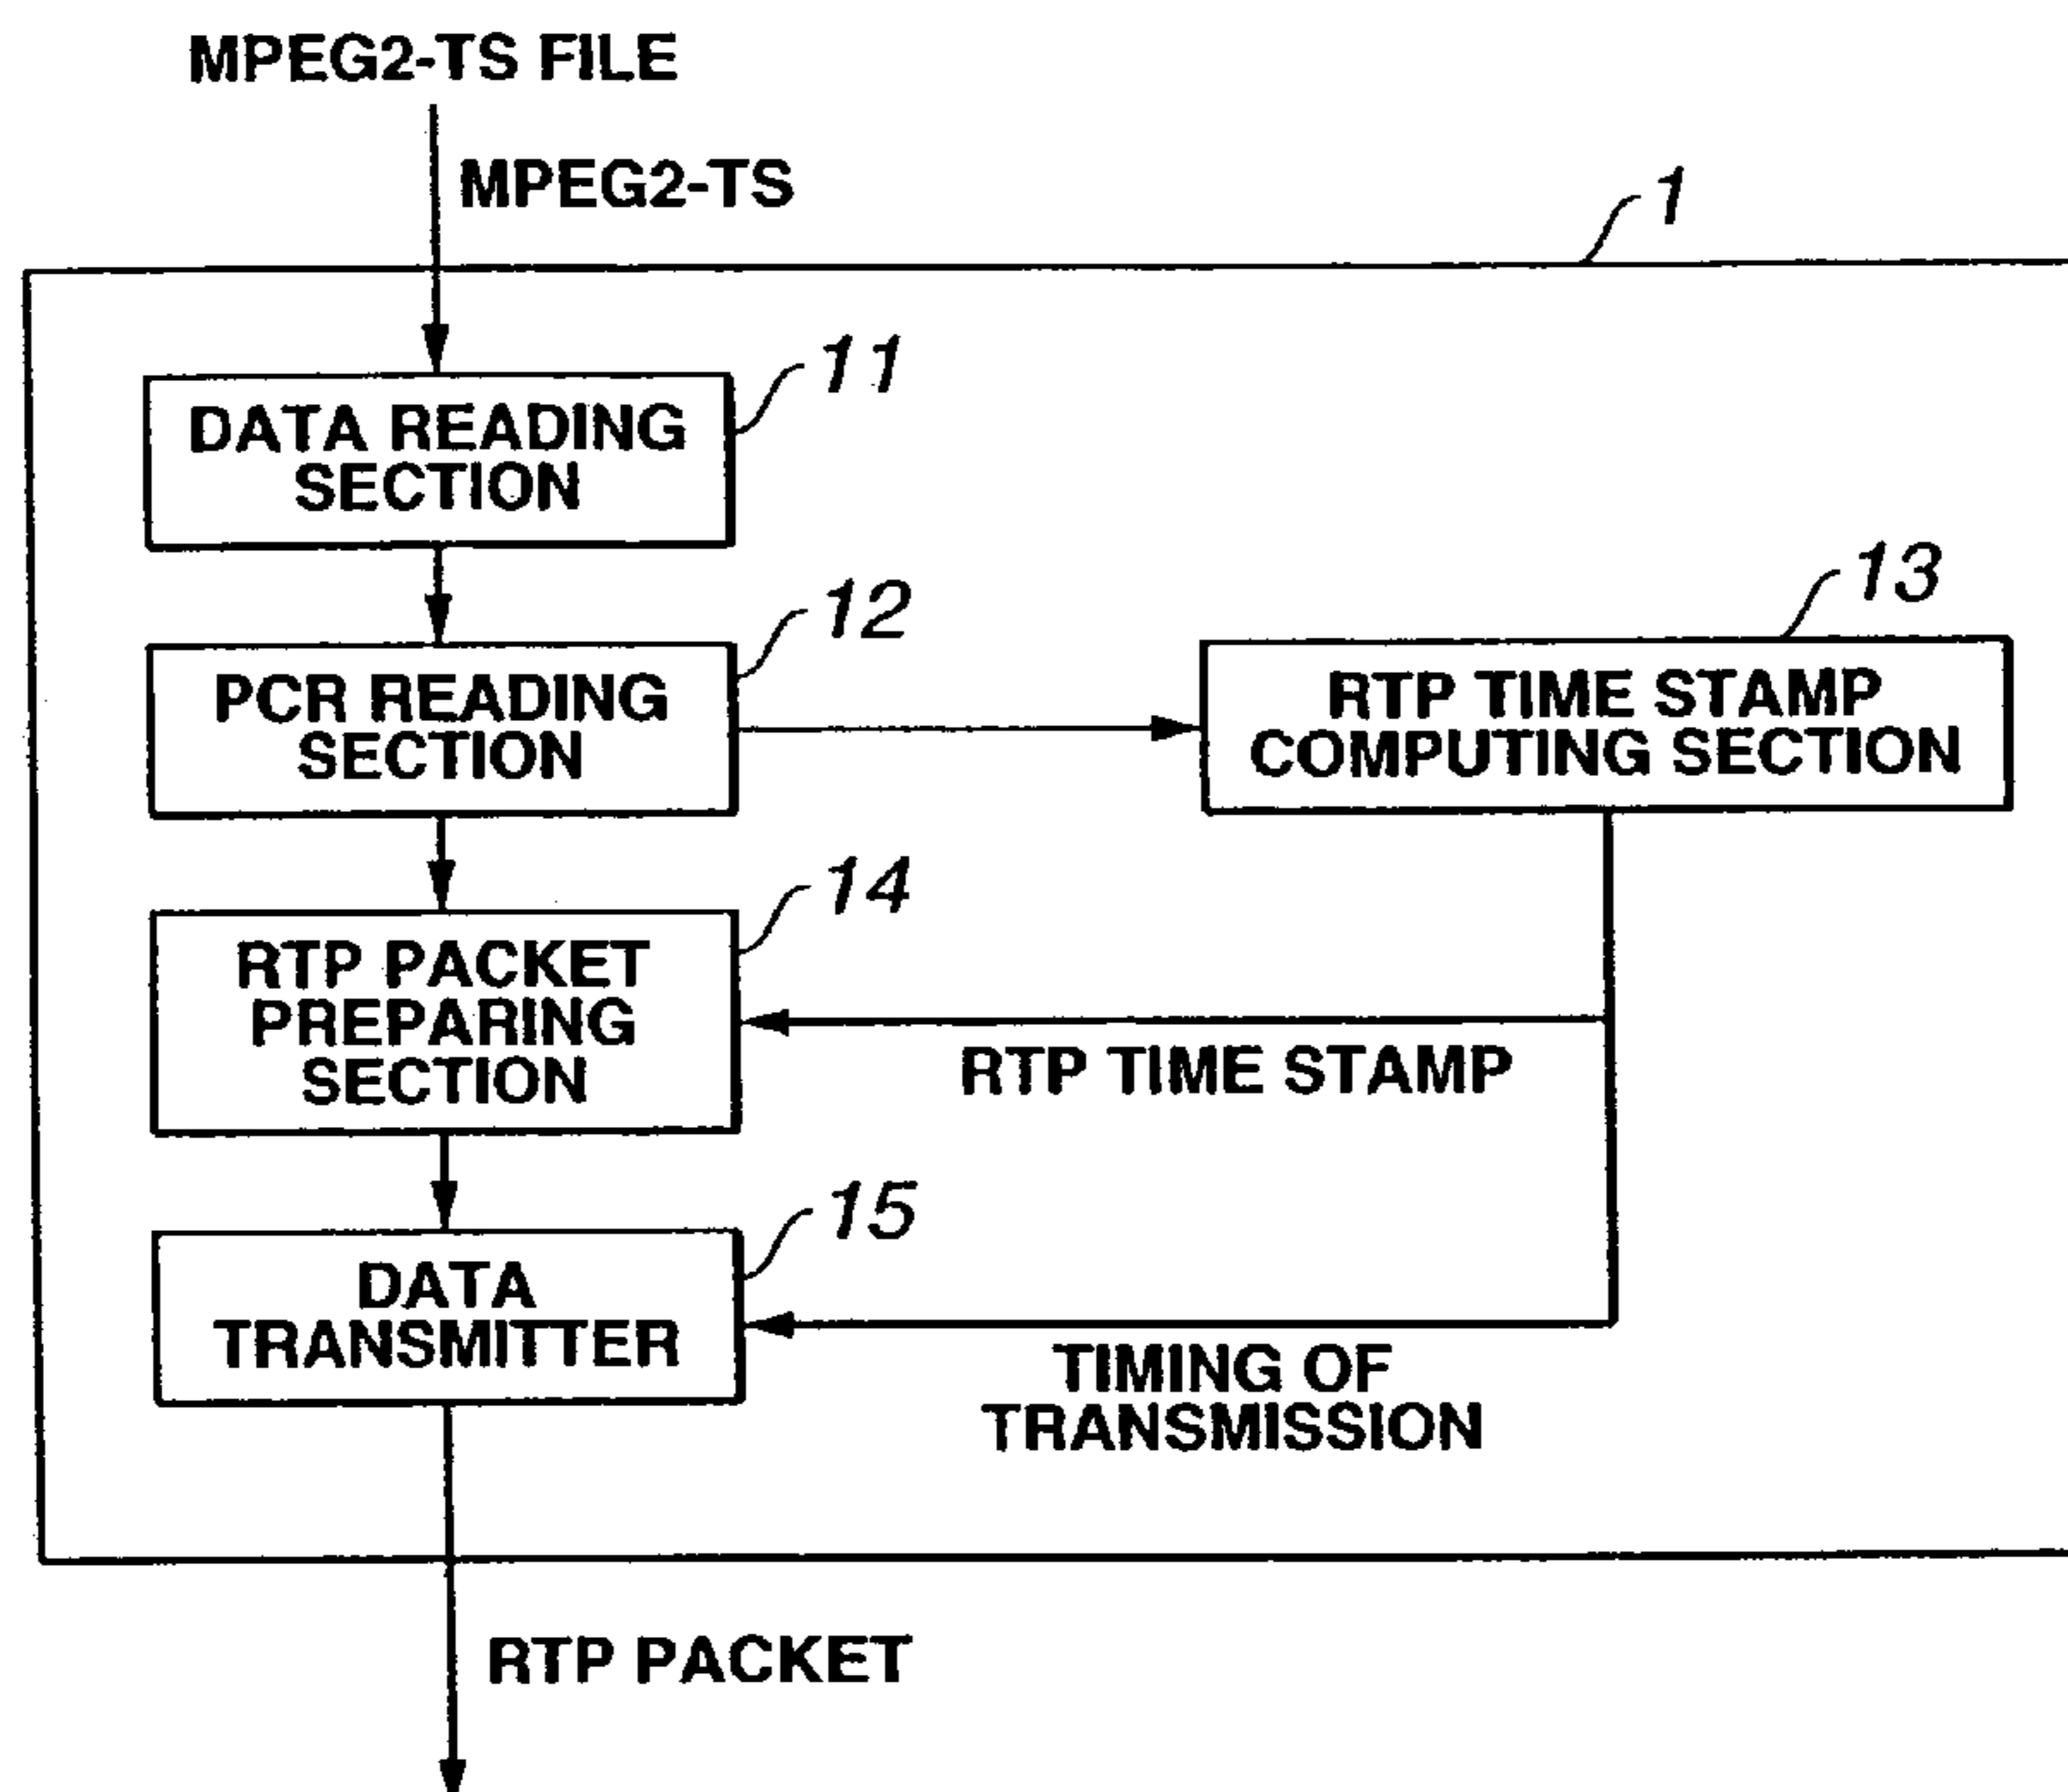 MPEG2-TS FILE
MPEG2-TS
1
11
DATA READING
SECTION
12
13
PCR READING
SECTION
RTP TIME STAMP
COMPUTING SECTION
14
RTP PACKET
PREPARING
SECTION
RTP TIME STAMP
15
DATA
TRANSMITTER
TIMING OF
TRANSMISSION
RTP PACKET